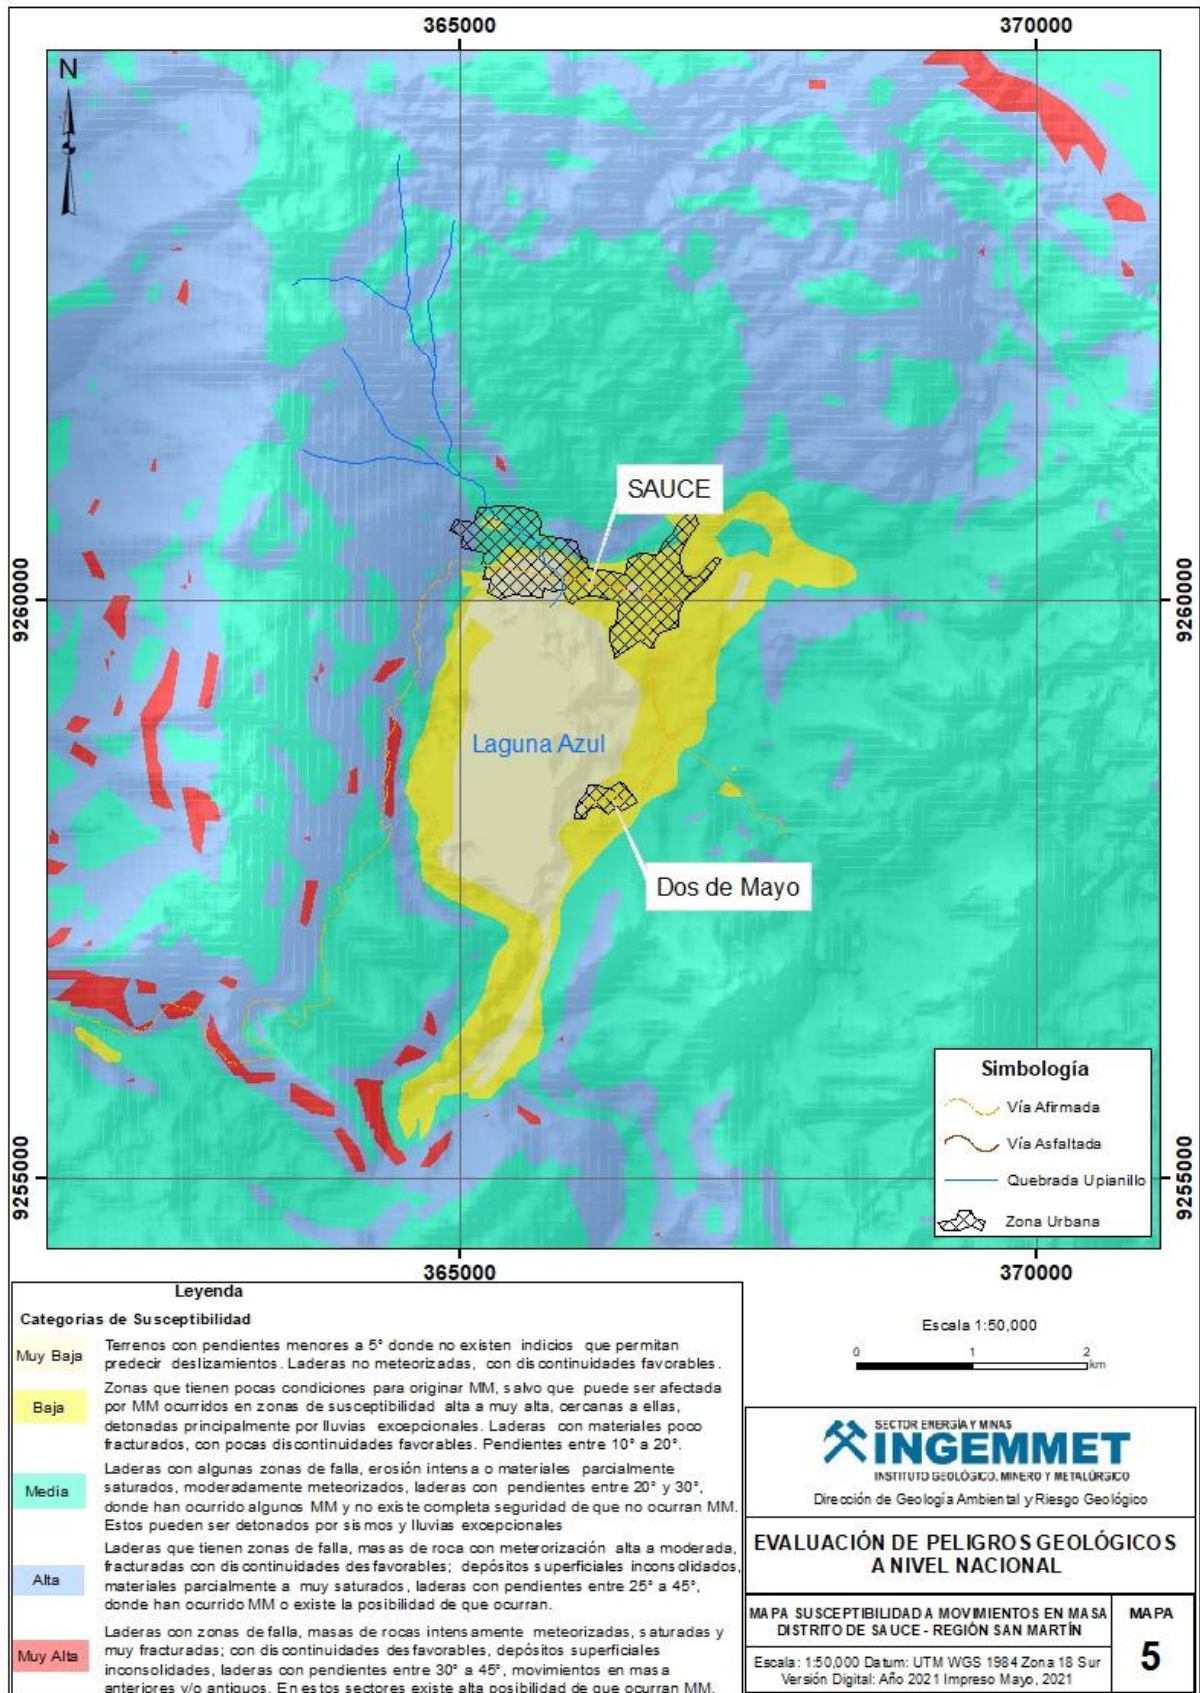 365000
370000
N
SAUCE
9260000
9260000
Laguna Azul
Dos de Mayo
Simbología
Vía Afirmada
Vía Asfaltada
Quebrada Upianillo
Zona Urbana
9255000
9255000
365000
370000
Leyenda
Categorias de Susceptibilidad
Muy Baja
Terrenos con pendientes menores a 5° donde no existen indicios que permitan
predecir deslizamientos. Laderas no meteorizadas, con discontinuidades favorables.
Baja
Zonas que tienen pocas condiciones para originar MM, salvo que puede ser afectada
por MM ocurridos en zonas de susceptibilidad alta a muy alta, cercanas a ellas,
detonadas principalmente por lluvias excepcionales. Laderas con materiales poco
fracturados, con pocas discontinuidades favorables. Pendientes entre 10° a 20°.
Media
Laderas con algunas zonas de falla, erosión intensa o materiales parcialmente
saturados, moderadamente meteorizados, laderas con pendientes entre 20° y 30°,
donde han ocurrido algunos MM y no existe completa seguridad de que no ocurran MM.
Estos pueden ser detonados por sismos y lluvias excepcionales
Alta
Laderas que tienen zonas de falla, masas de roca con meteorización alta a moderada,
fracturadas con discontinuidades desfavorables; depósitos superficiales inconsolidados,
materiales parcialmente a muy saturados, laderas con pendientes entre 25° a 45°,
donde han ocurrido MM o existe la posibilidad de que ocurran.
Muy Alta
Laderas con zonas de falla, masas de rocas intensamente meteorizadas, saturadas y
muy fracturadas; con discontinuidades desfavorables, depósitos superficiales
inconsolidados, laderas con pendientes entre 30° a 45°, movimientos en masa
anteriores y/o antiguos. En estos sectores existe alta posibilidad de que ocurran MM.
Escala 1:50,000
0 1 2
km
SECTOR ENERGÍA Y MINAS
INGEMMET
INSTITUTO GEOLÓGICO, MINERO Y METALÚRGICO
Dirección de Geología Ambiental y Riesgo Geológico
EVALUACIÓN DE PELIGROS GEOLÓGICOS
A NIVEL NACIONAL
MAPA SUSCEPTIBILIDAD A MOVIMIENTOS EN MASA
DISTRITO DE SAUCE - REGIÓN SAN MARTÍN
Escala: 1:50,000 Datum: UTM WGS 1984 Zona 18 Sur
Versión Digital: Año 2021 Impreso Mayo, 2021
MAPA
5